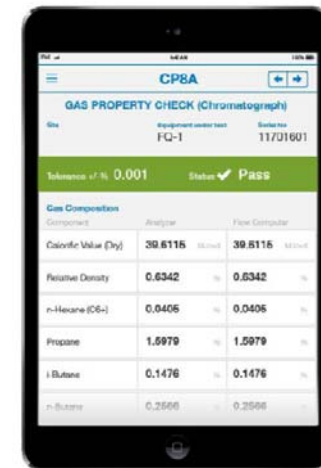 CP8A
GAS PROPERTY CHECK (Chromatograph)
Site Equipment under test Serial No
FQ-1 11701601
Tolerance +/- % 0.001 Status ✔ Pass
Gas Composition
Component Analyzer Flow Computer
Calorific Value (Dry) 39.6115 39.6115
Relative Density 0.6342 % 0.6342 %
n-Hexane (C6+) 0.0405 % 0.0405 %
Propane 1.5979 % 1.5979 %
i-Butane 0.1476 % 0.1476 %
n-Butane 0.2566 % 0.2566 %